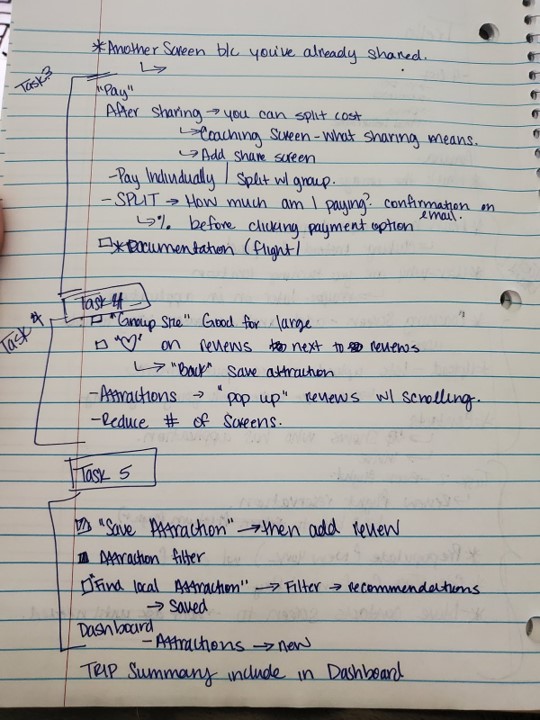 *Another Screen b/c you've already shared.
↳
Task 3
"Pay"
After sharing → you can split cost
↳ Coaching Screen - What sharing means.
↳ Add share screen
- Pay Individually / Split w/ group.
- SPLIT → How much am I paying? confirmation on email.
↳ % before clicking payment option
☐ * Documentation (flight/
Task 4
Task 4
☐ "Group Size" Good for large
☐ "♡" on reviews next to reviews
↳ "Back" save attraction
- Attractions → "pop up" reviews w/ scrolling.
- Reduce # of Screens.
Task 5
☑ "Save Attraction" → then add review
■ Attraction filter
☐ "Find local Attraction" → Filter → recommendations
→ Saved
Dashboard
- Attractions → new
TRIP Summary include in Dashboard